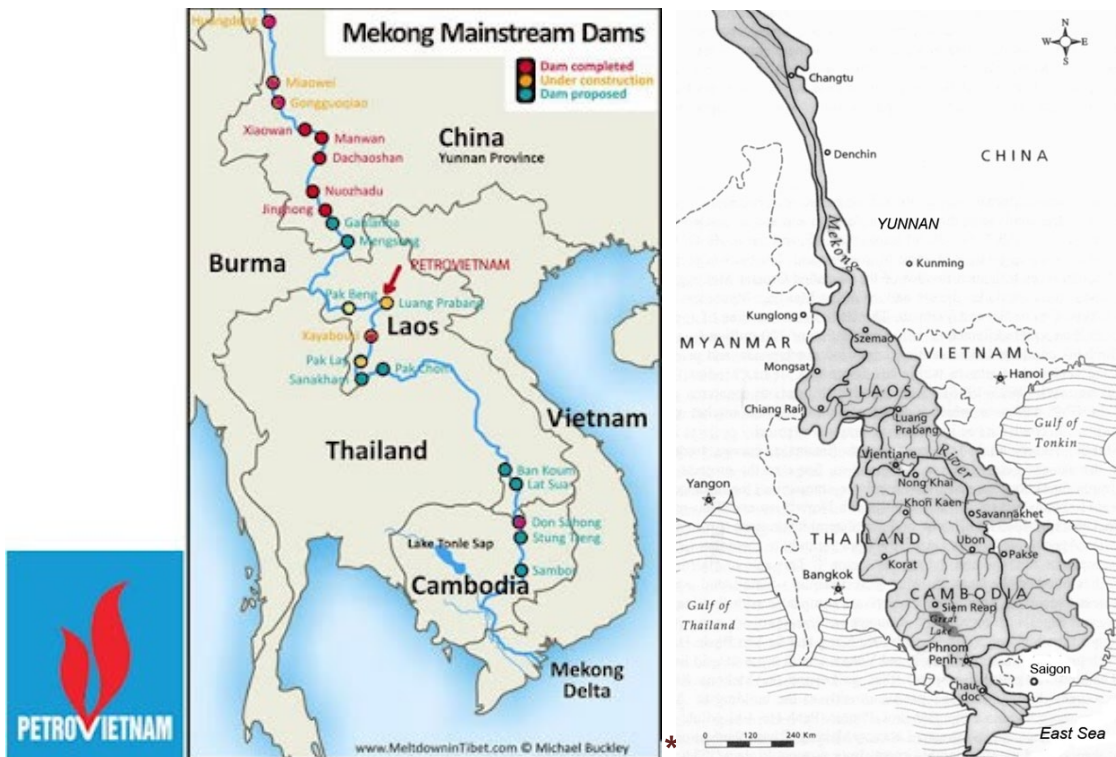 PETROVIETNAM
Mekong Mainstream Dams
Dam completed
Under construction
Dam proposed
Huangdeng
Miaowei
Gongguoqiao
Xiaowan
Manwan
Dachaoshan
China
Yunnan Province
Nuozhadu
Jinghong
Ganlanba
Mengsong
Burma
PETROVIETNAM
Pak Beng
Luang Prabang
Laos
Xayabouri
Pak Lay
Pak Chom
Sanakham
Vietnam
Thailand
Ban Koum
Lat Sua
Don Sahong
Stung Treng
Lake Tonle Sap
Sambor
Cambodia
Mekong
Delta
www.MeltdowninTibet.com © Michael Buckley
N
W E
S
Changtu
Denchin
CHINA
YUNNAN
Mekong
Kunming
Kunglong
Szemao
MYANMAR
VIETNAM
Mongsat
Hanoi
LAOS
Chiang Rai
Luang
Prabang
Gulf of
Tonkin
Vientiane
River
Nong Khai
Yangon
Khon Kaen
Savannakhet
THAILAND
Ubon
Pakse
Korat
Bangkok
CAMBODIA
Siem Reap
Great
Lake
Gulf of
Thailand
Phnom
Penh
Saigon
Chau-
doc
East Sea
* 0 120 240 Km